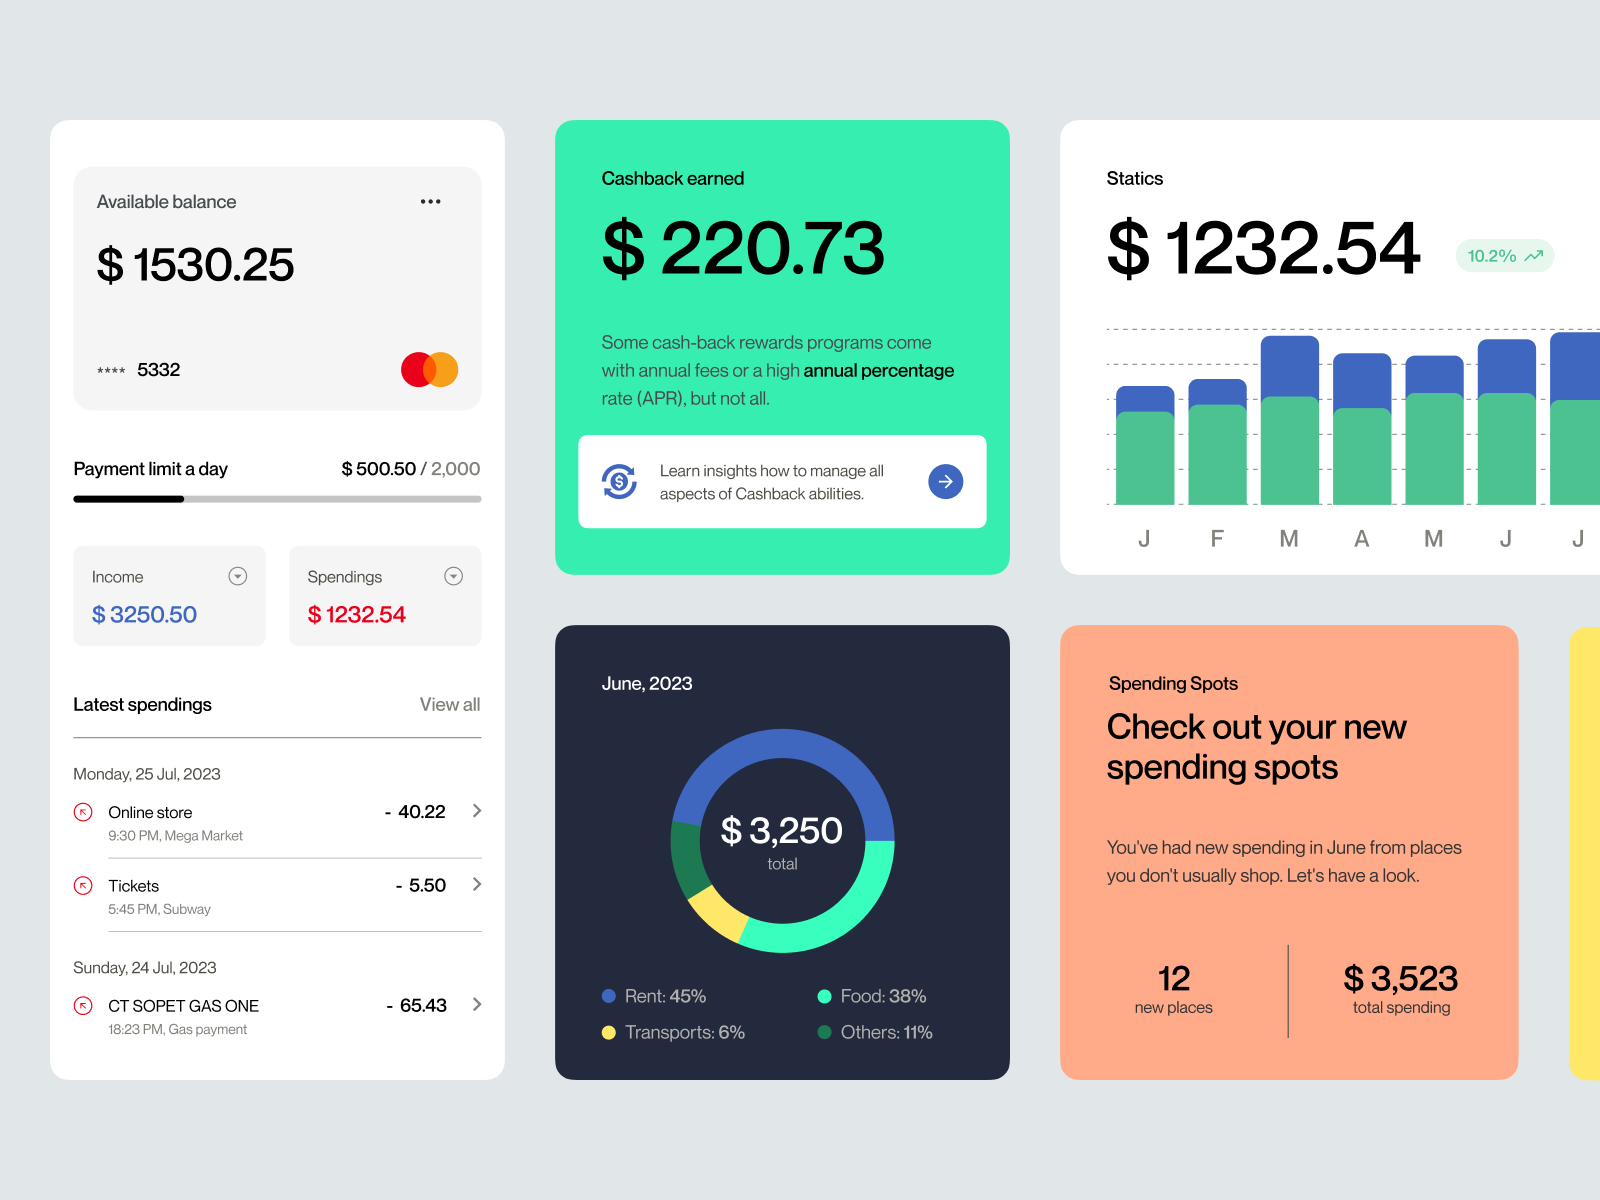 Available balance
•••
$ 1530.25
**** 5332
Payment limit a day
$ 500.50 / 2,000
Income
$ 3250.50
Spendings
$ 1232.54
Latest spendings
View all
Monday, 25 Jul, 2023
Online store
- 40.22
9:30 PM, Mega Market
Tickets
- 5.50
5:45 PM, Subway
Sunday, 24 Jul, 2023
CT SOPET GAS ONE
- 65.43
18:23 PM, Gas payment
Cashback earned
$ 220.73
Some cash-back rewards programs come
with annual fees or a high annual percentage
rate (APR), but not all.
$
Learn insights how to manage all
aspects of Cashback abilities.
Statics
$ 1232.54
10.2%
J F M A M J J
June, 2023
$ 3,250
total
Rent: 45%
Food: 38%
Transports: 6%
Others: 11%
Spending Spots
Check out your new
spending spots
You've had new spending in June from places
you don't usually shop. Let's have a look.
12
new places
$ 3,523
total spending